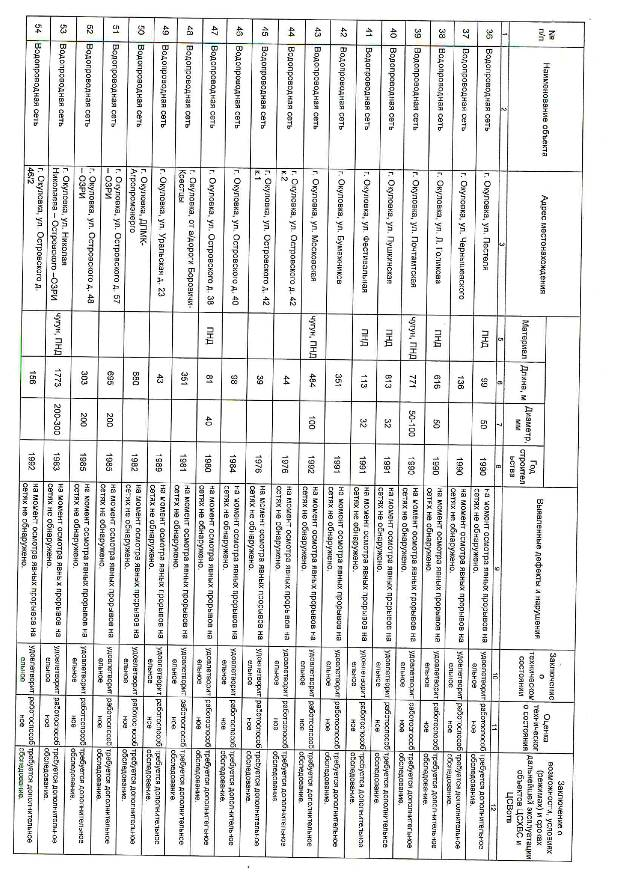 № п/п | Наименование объекта | Адрес местонахождения | Материал | Длина, м | Диаметр, мм | Год строительства | Выявленные дефекты и нарушения | Заключение о техническом состоянии | Оценка технического состояния | Заключение о возможности, условиях (режимах) и сроках дальнейшей эксплуатации объектов ЦСХВС и
1 | 2 | 3 | 5 | 6 | 7 | 8 | 9 | 10 | 11 | 12
36 | Водопроводная сеть | г. Окуловка, ул. Постеля | ПНД | 99 | 50 | 1990 | на момент осмотра явных прорывов на сетях не обнаружено. | удовлетворительное | работоспособное | требуется дополнительное обследование.
37 | Водопроводная сеть | г. Окуловка, ул. Чернышевского | 136 | 1990 | на момент осмотра явных прорывов на сетях не обнаружено. | удовлетворительное | работоспособное | требуется дополнительное обследование.
38 | Водопроводная сеть | г. Окуловка, ул. Л. Голикова | ПНД | 616 | 50 | 1990 | на момент осмотра явных прорывов на сетях не обнаружено. | удовлетворительное | работоспособное | требуется дополнительное обследование.
39 | Водопроводная сеть | г. Окуловка, ул. Почтамтская | чугун, ПНД | 771 | 50-100 | 1990 | на момент осмотра явных прорывов на сетях не обнаружено. | удовлетворительное | работоспособное | требуется дополнительное обследование.
40 | Водопроводная сеть | г. Окуловка, ул. Пушкинская | ПНД | 813 | 32 | 1991 | на момент осмотра явных прорывов на сетях не обнаружено. | удовлетворительное | работоспособное | требуется дополнительное обследование.
41 | Водопроводная сеть | г. Окуловка, ул. Фестивальная | ПНД | 113 | 32 | 1991 | на момент осмотра явных прорывов на сетях не обнаружено. | удовлетворительное | работоспособное | требуется дополнительное обследование.
42 | Водопроводная сеть | г. Окуловка, ул. Бумажников | 351 | 1991 | на момент осмотра явных прорывов на сетях не обнаружено. | удовлетворительное | работоспособное | требуется дополнительное обследование.
43 | Водопроводная сеть | г. Окуловка, ул. Московская | чугун, ПНД | 484 | 100 | 1992 | на момент осмотра явных прорывов на сетях не обнаружено. | удовлетворительное | работоспособное | требуется дополнительное обследование.
44 | Водопроводная сеть | г. Окуловка, ул. Островского д. 42 к.2 | 44 | 1976 | на момент осмотра явных прорывов на сетях не обнаружено. | удовлетворительное | работоспособное | требуется дополнительное обследование.
45 | Водопроводная сеть | г. Окуловка, ул. Островского д. 42 к.1 | 39 | 1976 | на момент осмотра явных прорывов на сетях не обнаружено. | удовлетворительное | работоспособное | требуется дополнительное обследование.
46 | Водопроводная сеть | г. Окуловка, ул. Островского д. 40 | 98 | 1984 | на момент осмотра явных прорывов на сетях не обнаружено. | удовлетворительное | работоспособное | требуется дополнительное обследование.
47 | Водопроводная сеть | г. Окуловка, ул. Островского д. 38 | ПНД | 81 | 40 | 1980 | на момент осмотра явных прорывов на сетях не обнаружено. | удовлетворительное | работоспособное | требуется дополнительное обследование.
48 | Водопроводная сеть | г. Окуловка, от а/дороги Боровичи-Крестцы | 351 | 1981 | на момент осмотра явных прорывов на сетях не обнаружено. | удовлетворительное | работоспособное | требуется дополнительное обследование.
49 | Водопроводная сеть | г. Окуловка, ул. Уральская д. 23 | 43 | 1989 | на момент осмотра явных прорывов на сетях не обнаружено. | удовлетворительное | работоспособное | требуется дополнительное обследование.
50 | Водопроводная сеть | г. Окуловка, ДПМК-Агропромэнерго | 580 | 1982 | на момент осмотра явных прорывов на сетях не обнаружено. | удовлетворительное | работоспособное | требуется дополнительное обследование.
51 | Водопроводная сеть | г. Окуловка, ул. Островского д. 57 – ОЗРИ | 695 | 200 | 1985 | на момент осмотра явных прорывов на сетях не обнаружено. | удовлетворительное | работоспособное | требуется дополнительное обследование.
52 | Водопроводная сеть | г. Окуловка, ул. Островского д. 48 – ОЗРИ | 303 | 200 | 1985 | на момент осмотра явных прорывов на сетях не обнаружено. | удовлетворительное | работоспособное | требуется дополнительное обследование.
53 | Водопроводная сеть | г. Окуловка, ул. Николая Николаева – Островского –ОЗРИ | чугун, ПНД | 1773 | 200-300 | 1983 | на момент осмотра явных прорывов на сетях не обнаружено. | удовлетворительное | работоспособное | требуется дополнительное обследование.
54 | Водопроводная сеть | г. Окуловка, ул. Островского д. 46/2 | 156 | 1992 | на момент осмотра явных прорывов на сетях не обнаружено. | удовлетворительное | работоспособное | требуется дополнительное обследование.